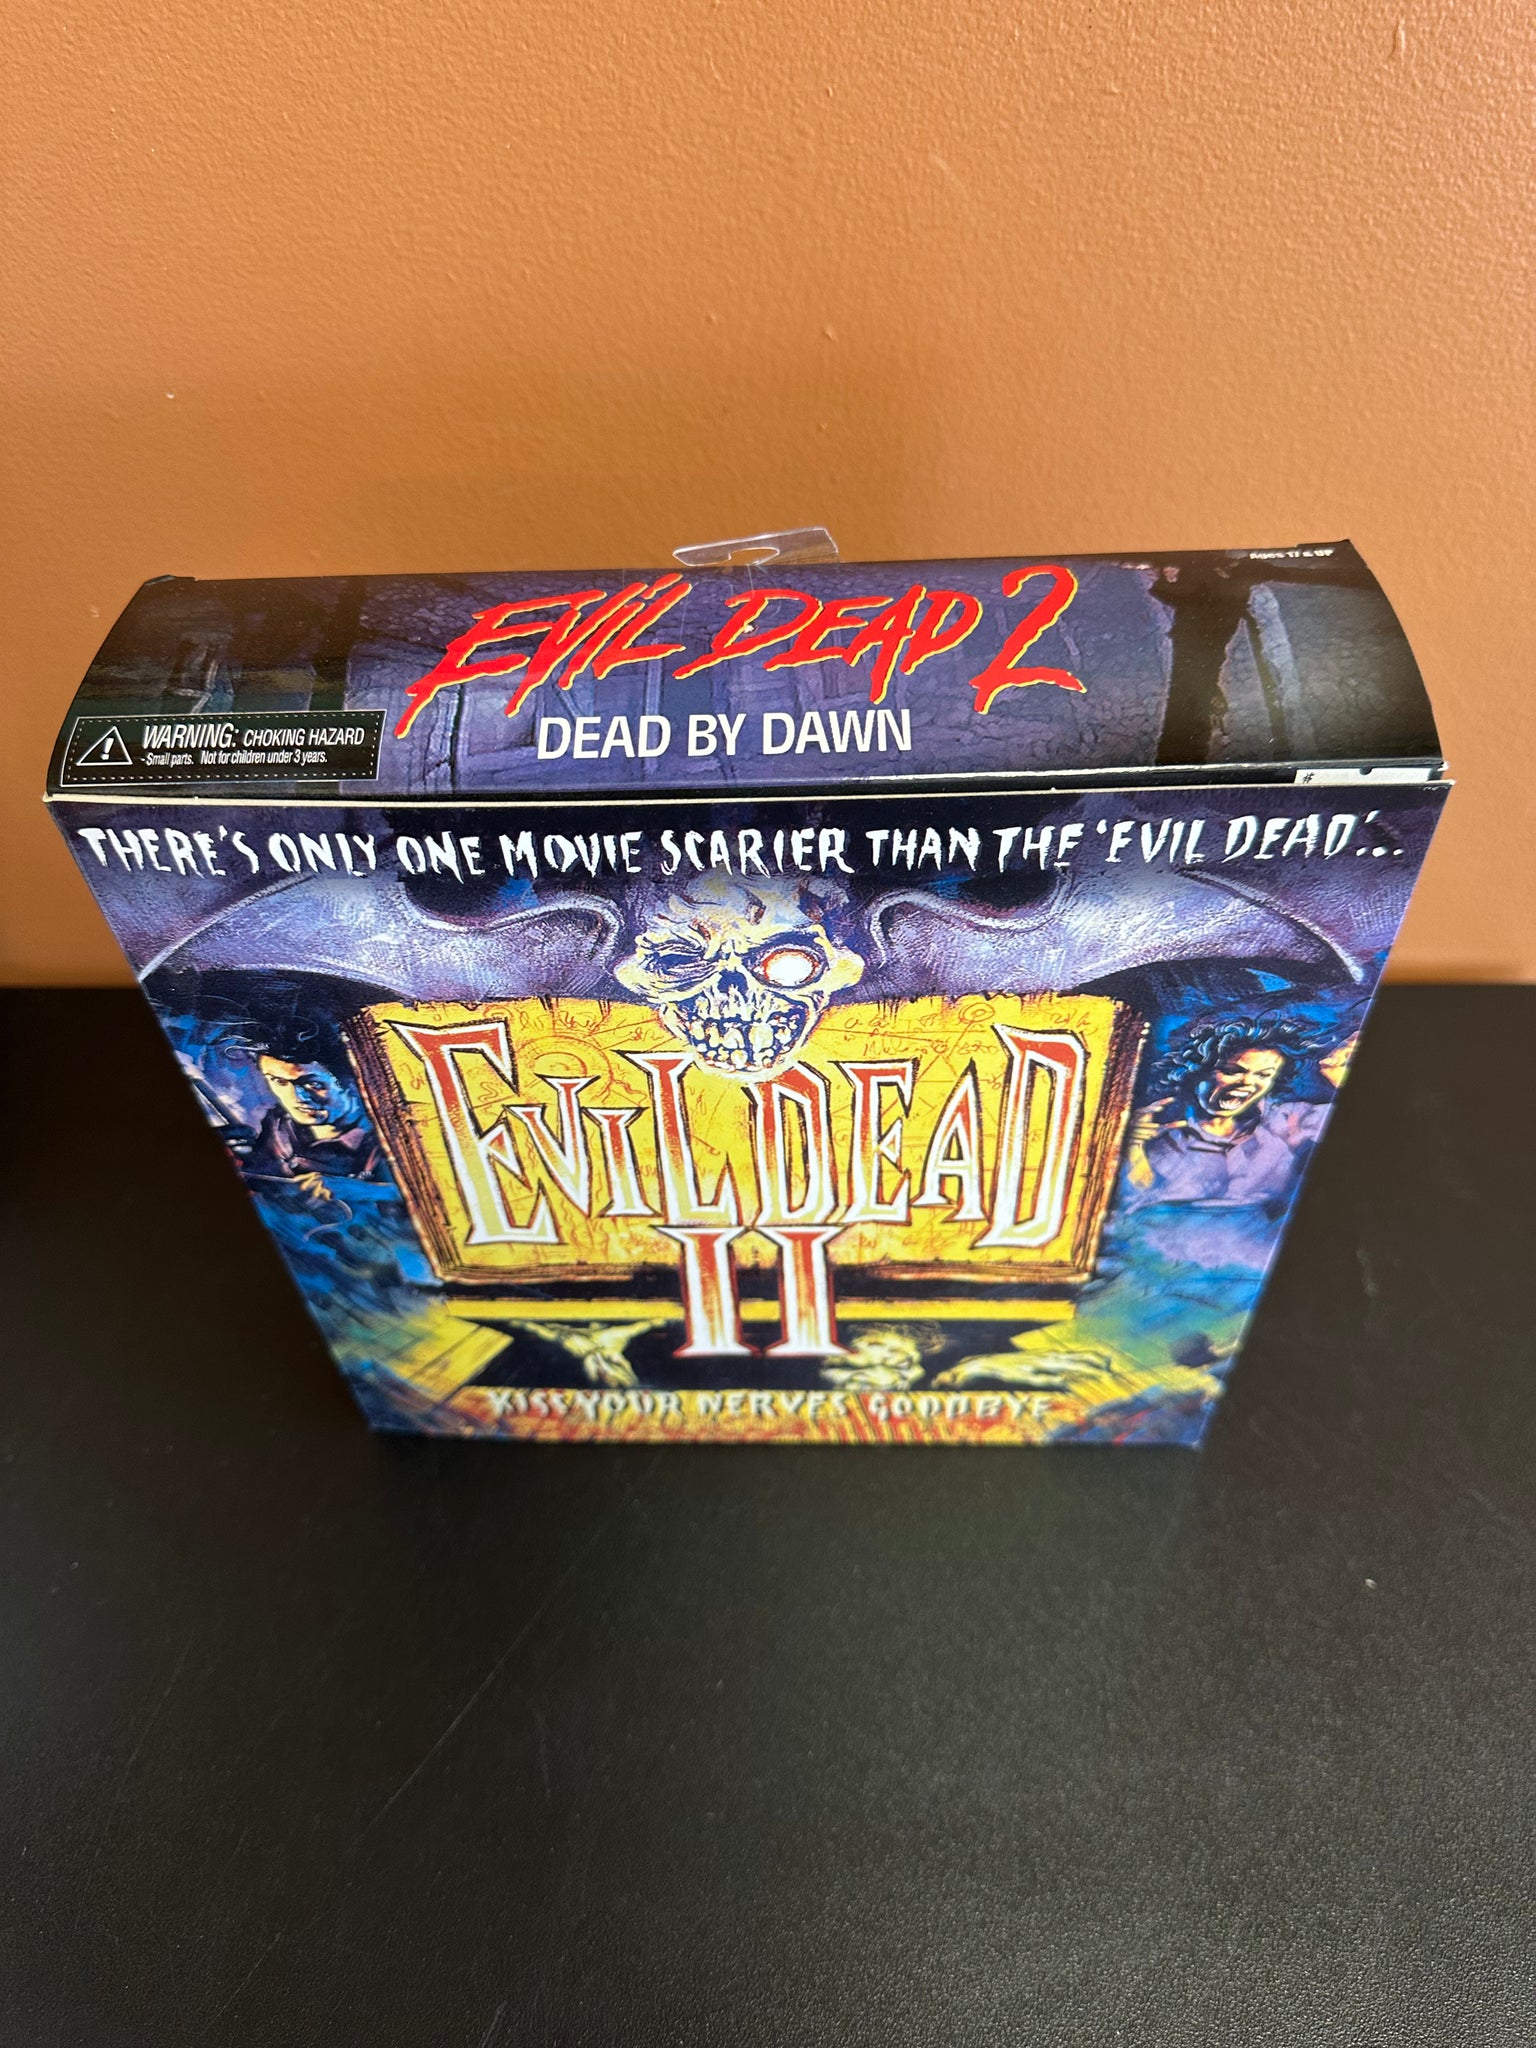 Ages 17 & UP
EVIL DEAD 2
DEAD BY DAWN
WARNING: CHOKING HAZARD
- Small parts. Not for children under 3 years.
#
THERE'S ONLY ONE MOVIE SCARIER THAN THE 'EVIL DEAD'...
EVIL DEAD
II
KISS YOUR NERVES GOODBYE